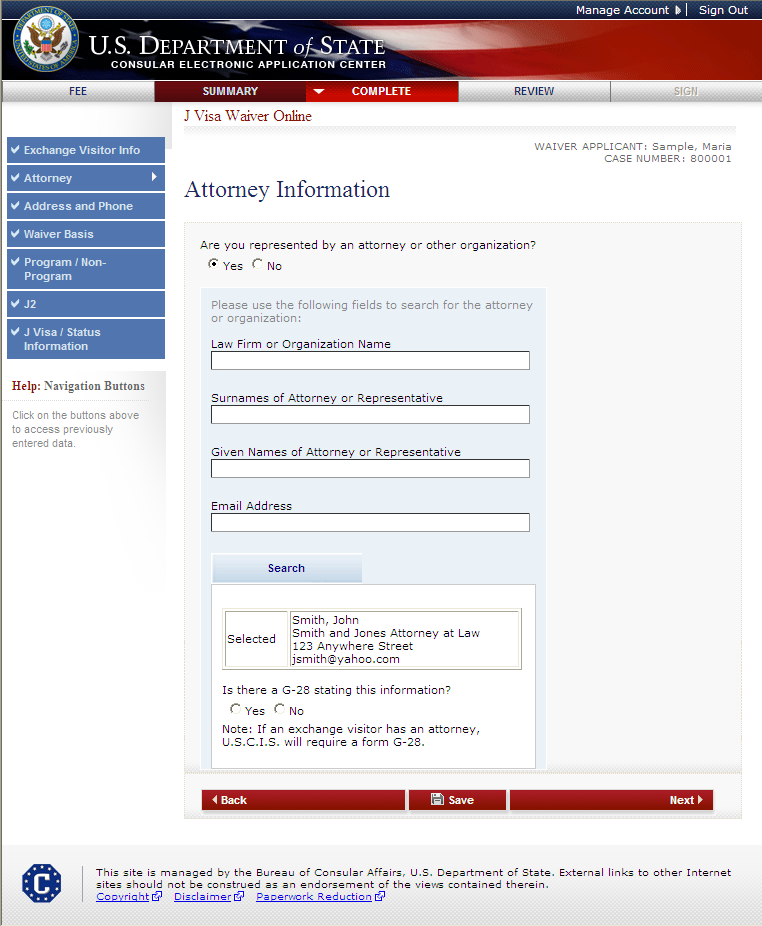 Manage Account
Sign Out
U.S. DEPARTMENT of STATE
CONSULAR ELECTRONIC APPLICATION CENTER
FEE
SUMMARY
COMPLETE
REVIEW
SIGN
J Visa Waiver Online
WAIVER APPLICANT: Sample, Maria
CASE NUMBER: 800001
Exchange Visitor Info
Attorney
Address and Phone
Waiver Basis
Program / Non-
Program
J2
J Visa / Status
Information
Help: Navigation Buttons
Click on the buttons above
to access previously
entered data.
Attorney Information
Are you represented by an attorney or other organization?
Yes No
Please use the following fields to search for the attorney
or organization:
Law Firm or Organization Name
Surnames of Attorney or Representative
Given Names of Attorney or Representative
Email Address
Search
Selected
Smith, John
Smith and Jones Attorney at Law
123 Anywhere Street
jsmith@yahoo.com
Is there a G-28 stating this information?
Yes No
Note: If an exchange visitor has an attorney,
U.S.C.I.S. will require a form G-28.
Back
Save
Next
C
This site is managed by the Bureau of Consular Affairs, U.S. Department of State. External links to other Internet
sites should not be construed as an endorsement of the views contained therein.
Copyright Disclaimer Paperwork Reduction